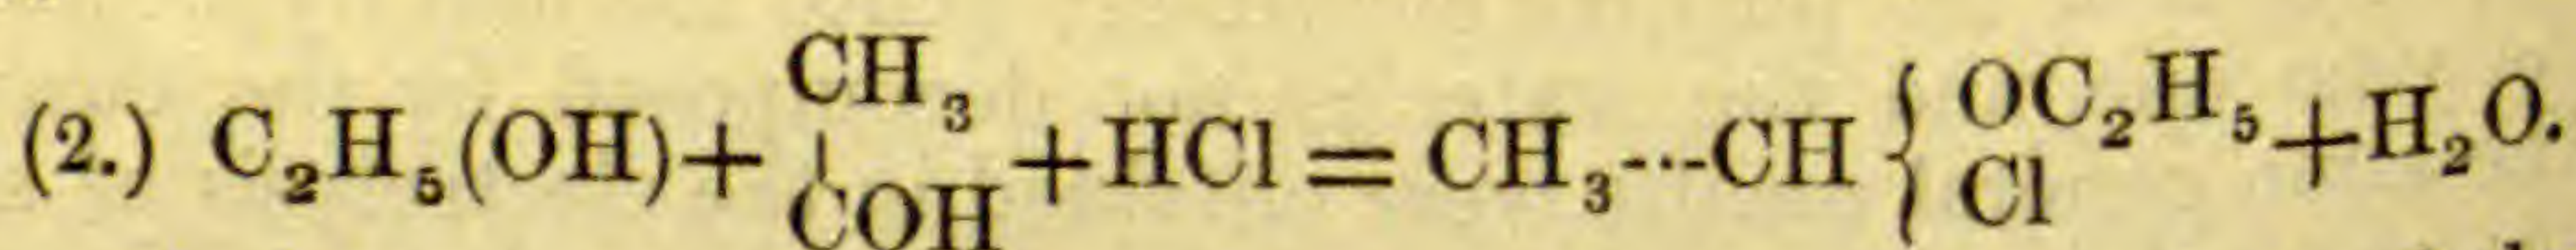 (2.) C₂H₅(OH)+CH₃|COH+HCl=CH₃---CH{OC₂H₅ Cl+H₂O.